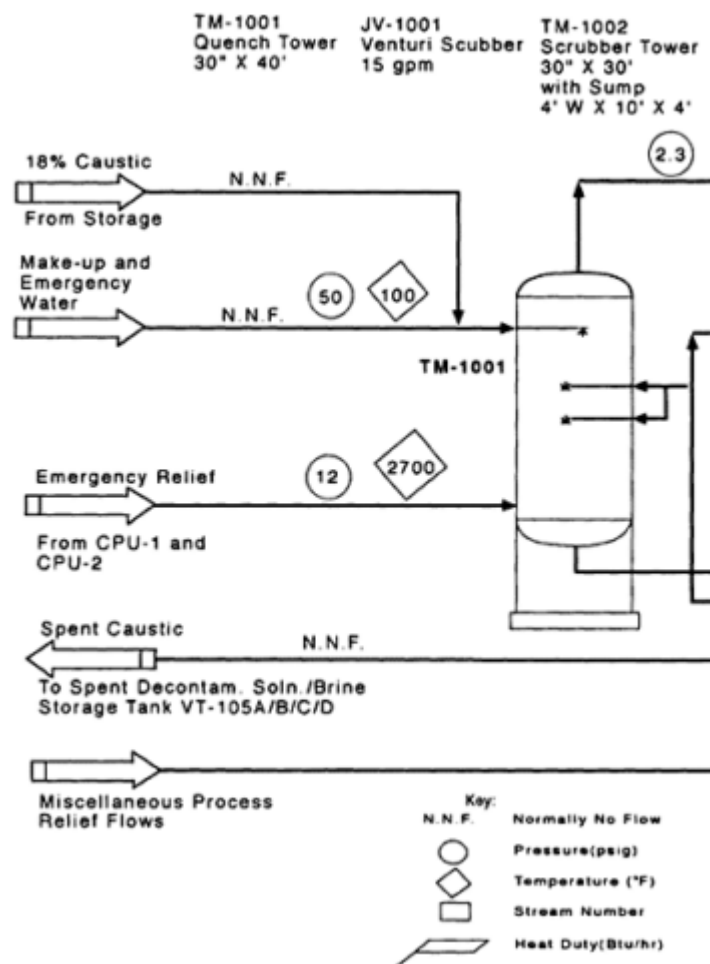 TM-1001
Quench Tower
30" X 40'
JV-1001
Venturi Scubber
15 gpm
TM-1002
Scrubber Tower
30" X 30'
with Sump
4' W X 10' X 4'
2.3
18% Caustic
N.N.F.
From Storage
Make-up and
Emergency
Water
N.N.F.
50
100
TM-1001
Emergency Relief
12
2700
From CPU-1 and
CPU-2
Spent Caustic
N.N.F.
To Spent Decontam. Soln./Brine
Storage Tank VT-105A/B/C/D
Miscellaneous Process
Relief Flows
Key:
N.N.F. Normally No Flow
Pressure(psig)
Temperature (°F)
Stream Number
Heat Duty(Btu/hr)